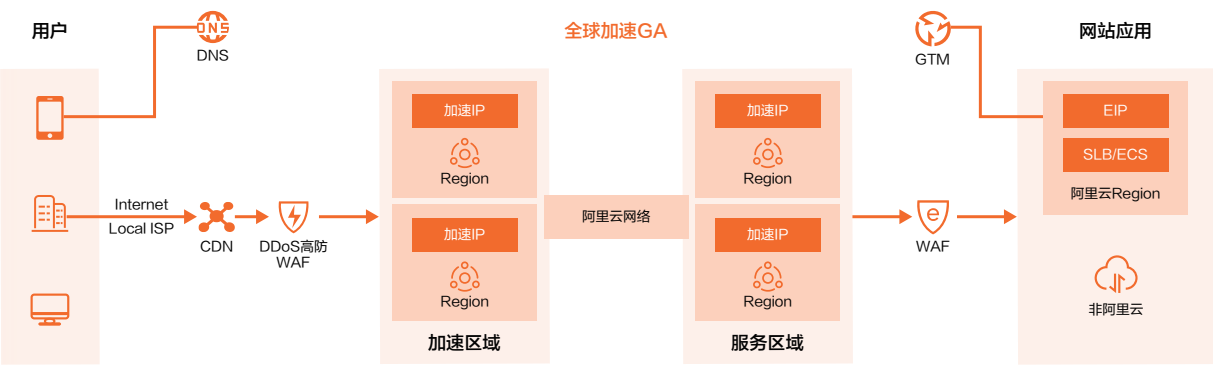 用户
DNS
DNS
全球加速GA
GTM
网站应用
Internet
Local ISP
CDN
DDoS高防
WAF
加速IP
Region
加速IP
Region
加速区域
阿里云网络
加速IP
Region
加速IP
Region
服务区域
e
WAF
EIP
SLB/ECS
阿里云Region
非阿里云